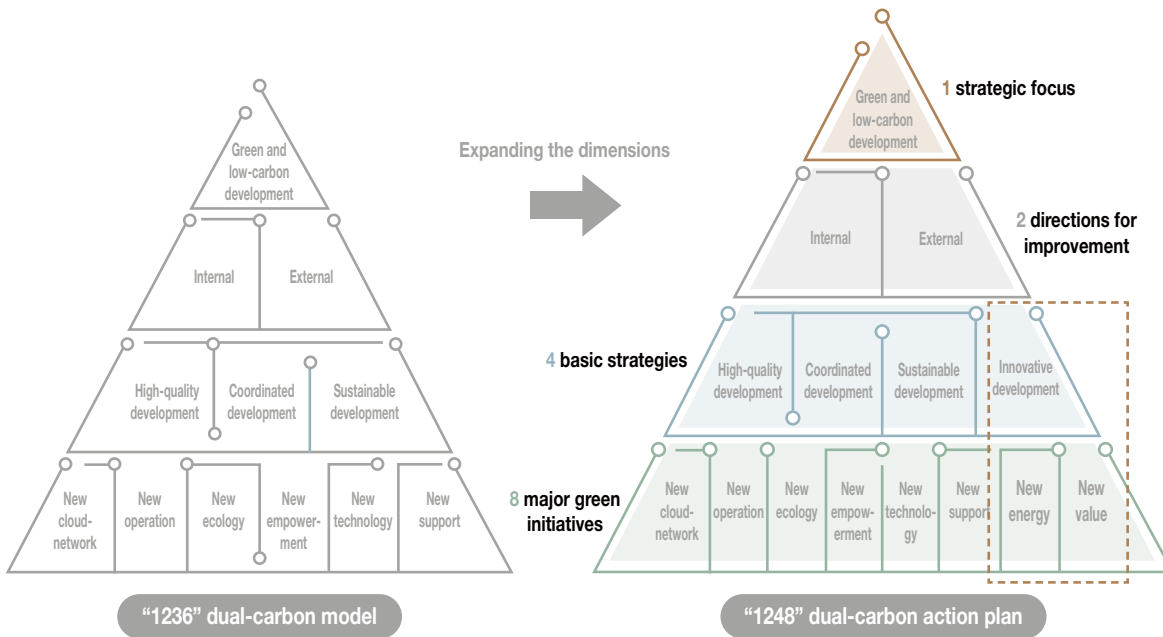 Green and
low-carbon
development
Internal
External
High-quality
development
Coordinated
development
Sustainable
development
New
cloud-
network
New
operation
New
ecology
New
empower-
ment
New
technology
New
support
“1236” dual-carbon model
Expanding the dimensions
Green and
low-carbon
development
1 strategic focus
Internal
External
2 directions for
improvement
4 basic strategies
High-quality
development
Coordinated
development
Sustainable
development
Innovative
development
8 major green
initiatives
New
cloud-
network
New
operation
New
ecology
New
empow-
erment
New
technolo-
gy
New
support
New
energy
New
value
“1248” dual-carbon action plan